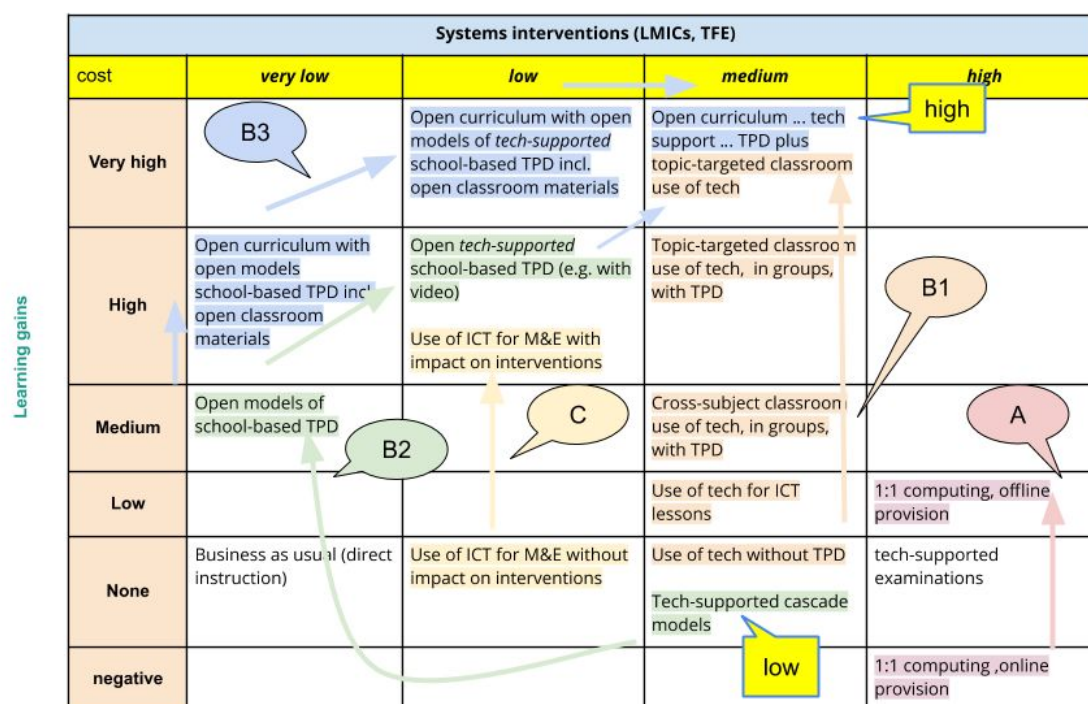 Systems interventions (LMICs, TFE)
cost
very low
low
medium
high
Learning gains
Very high
B3
Open curriculum with open
models of tech-supported
school-based TPD incl.
open classroom materials
Open curriculum ... tech
support ... TPD plus
topic-targeted classroom
use of tech
high
High
Open curriculum with
open models
school-based TPD incl.
open classroom
materials
Open tech-supported
school-based TPD (e.g. with
video)
Use of ICT for M&E with
impact on interventions
Topic-targeted classroom
use of tech, in groups,
with TPD
B1
Medium
Open models of
school-based TPD
B2
C
Cross-subject classroom
use of tech, in groups,
with TPD
A
Low
Use of tech for ICT
lessons
1:1 computing, offline
provision
None
Business as usual (direct
instruction)
Use of ICT for M&E without
impact on interventions
Use of tech without TPD
Tech-supported cascade
models
tech-supported
examinations
low
negative
1:1 computing ,online
provision